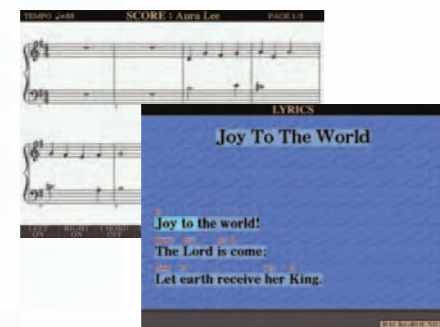 TEMPO ♩=88 SCORE : Aura Lee PAGE 1/3
LEFT ON RIGHT ON CHORD OFF
LYRICS
Joy To The World
Joy to the world!
The Lord is come:
Let earth receive her King.
BACKGROUND